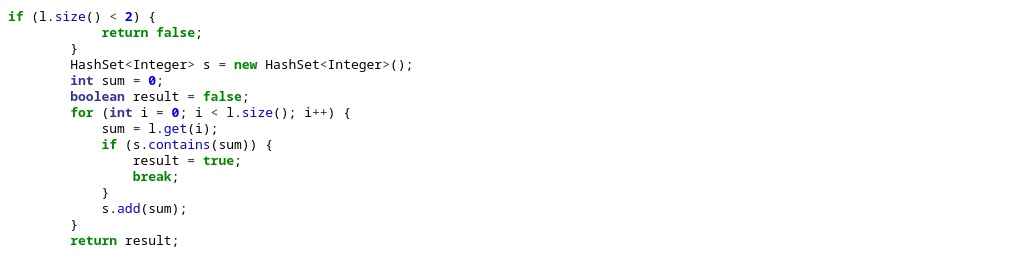 if (l.size() < 2) {
            return false;
        }
        HashSet<Integer> s = new HashSet<Integer>();
        int sum = 0;
        boolean result = false;
        for (int i = 0; i < l.size(); i++) {
            sum = l.get(i);
            if (s.contains(sum)) {
                result = true;
                break;
            }
            s.add(sum);
        }
        return result;